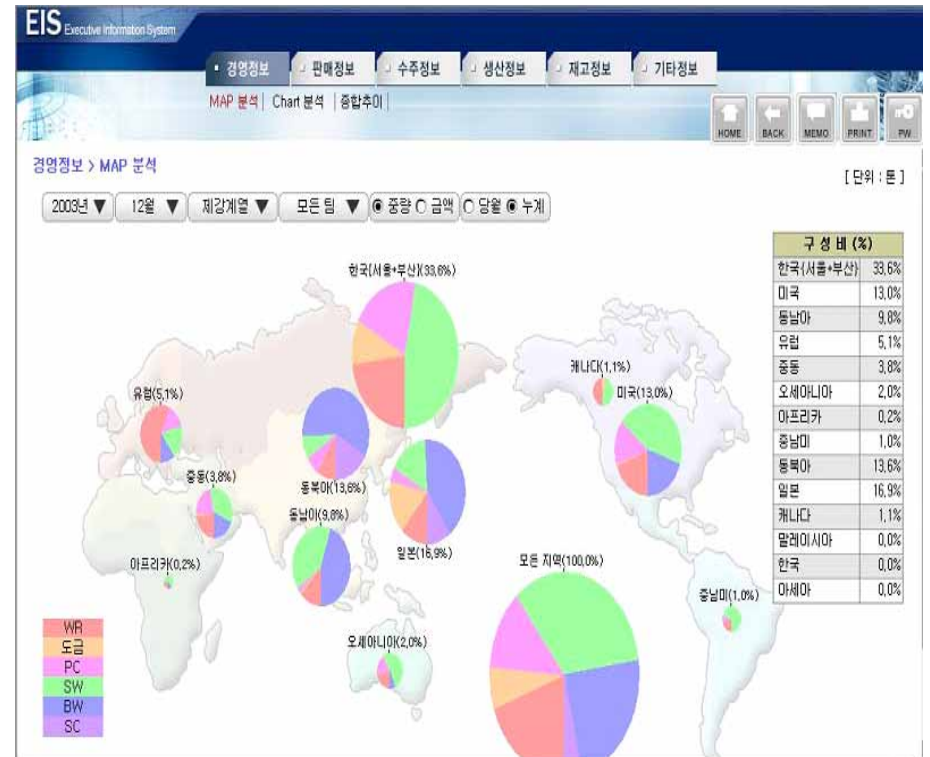 EIS Executive Information System
경영정보 판매정보 수주정보 생산정보 재고정보 기타정보
MAP 분석 | Chart 분석 | 종합추이 |
HOME BACK MEMO PRINT PW
경영정보 > MAP 분석
[ 단위 : 톤 ]
2003년 ▼ 12월 ▼ 제강계열 ▼ 모든 팀 ▼ 중량 금액 당월 누계
구 성 비 (%)
한국(서울+부산) 33,6%
미국 13,0%
동남아 9,8%
유럽 5,1%
중동 3,8%
오세아니아 2,0%
아프리카 0,2%
중남미 1,0%
동북아 13,6%
일본 16,9%
캐나다 1,1%
말레이시아 0,0%
한국 0,0%
아세아 0,0%
한국(서울+부산)(33,6%)
캐나다(1,1%)
유럽(5,1%)
미국(13,0%)
중동(3,8%)
동북아(13,6%)
동남아(9,8%)
일본(16,9%)
아프리카(0,2%)
모든 지역(100,0%)
중남미(1,0%)
오세아니아(2,0%)
WR
도금
PC
SW
BW
SC